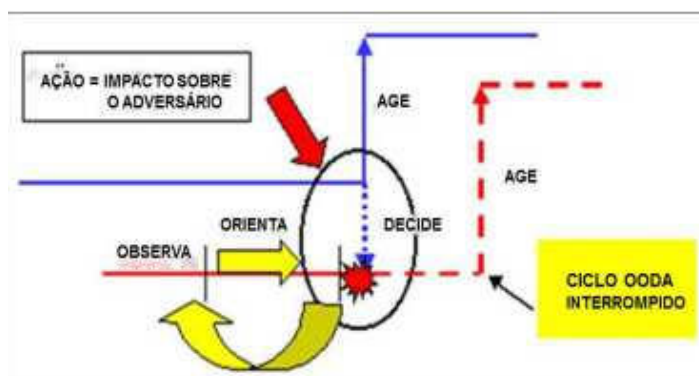 AÇÃO = IMPACTO SOBRE
O ADVERSÁRIO
AGE
AGE
ORIENTA
DECIDE
OBSERVA
CICLO OODA
INTERROMPIDO